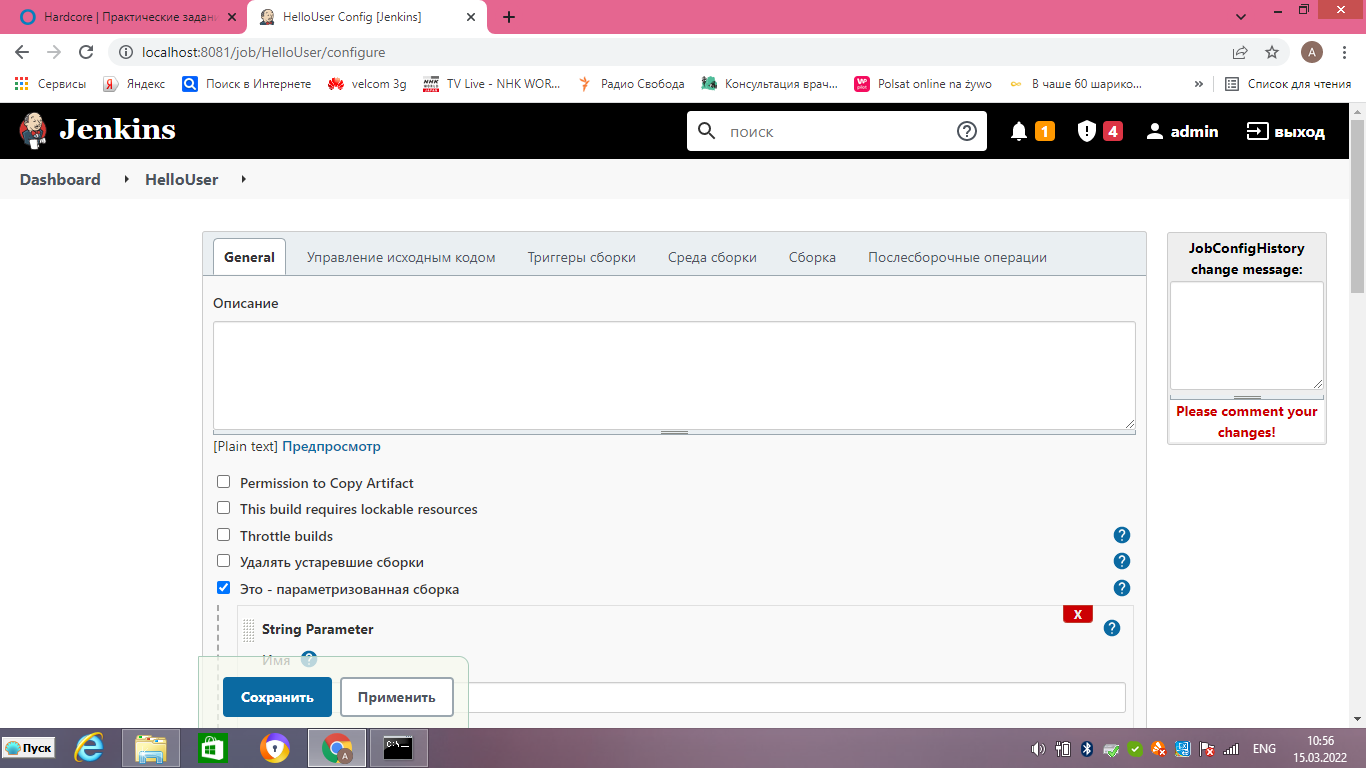 Hardcore | Практические задани
HelloUser Config [Jenkins]
localhost:8081/job/HelloUser/configure
A
Сервисы
Яндекс
Поиск в Интернете
velcom 3g
TV Live - NHK WOR...
Радио Свобода
Консультация врач...
Polsat online na żywo
В чаше 60 шарико...
»
Список для чтения
Jenkins
поиск
1
4
admin
выход
Dashboard
HelloUser
General
Управление исходным кодом
Триггеры сборки
Среда сборки
Сборка
Послесборочные операции
JobConfigHistory
change message:
Please comment your
changes!
Описание
[Plain text] Предпросмотр
Permission to Copy Artifact
This build requires lockable resources
Throttle builds
Удалять устаревшие сборки
Это - параметризованная сборка
X
String Parameter
Имя
Сохранить
Применить
Пуск
ENG
10:56
15.03.2022